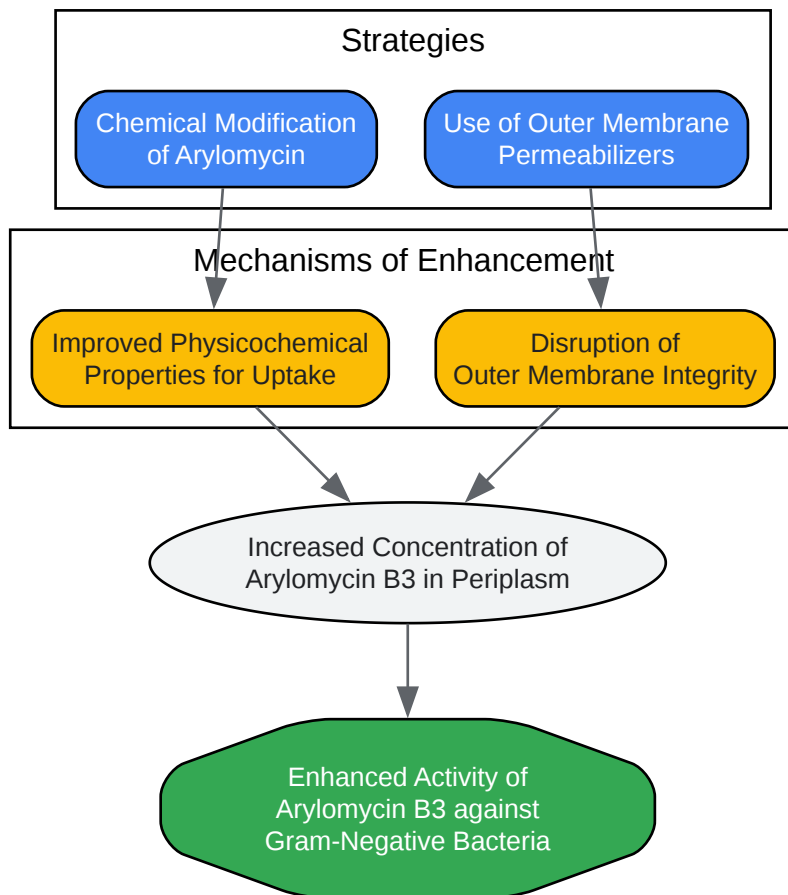 Strategies
Chemical Modification
of Arylomycin
Use of Outer Membrane
Permeabilizers
Mechanisms of Enhancement
Improved Physicochemical
Properties for Uptake
Disruption of
Outer Membrane Integrity
Increased Concentration of
Arylomycin B3 in Periplasm
Enhanced Activity of
Arylomycin B3 against
Gram-Negative Bacteria